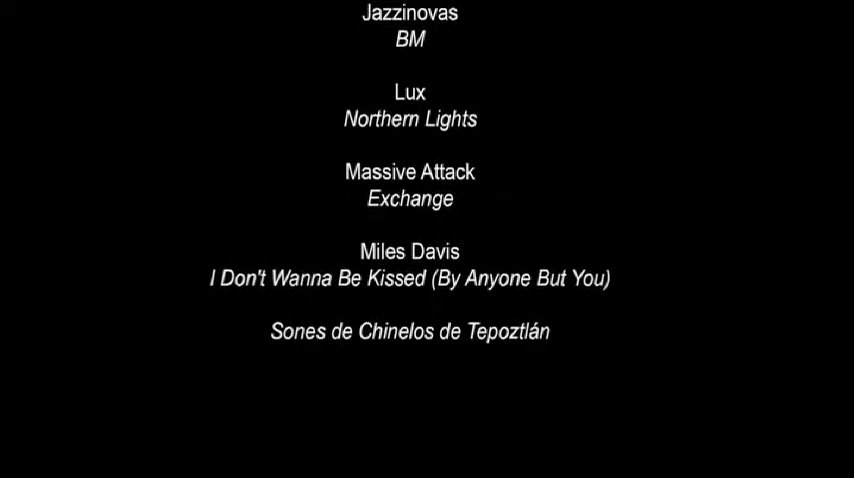 Jazzinovas
BM
Lux
Northern Lights
Massive Attack
Exchange
Miles Davis
I Don't Wanna Be Kissed (By Anyone But You)
Sones de Chinelos de Tepoztlán